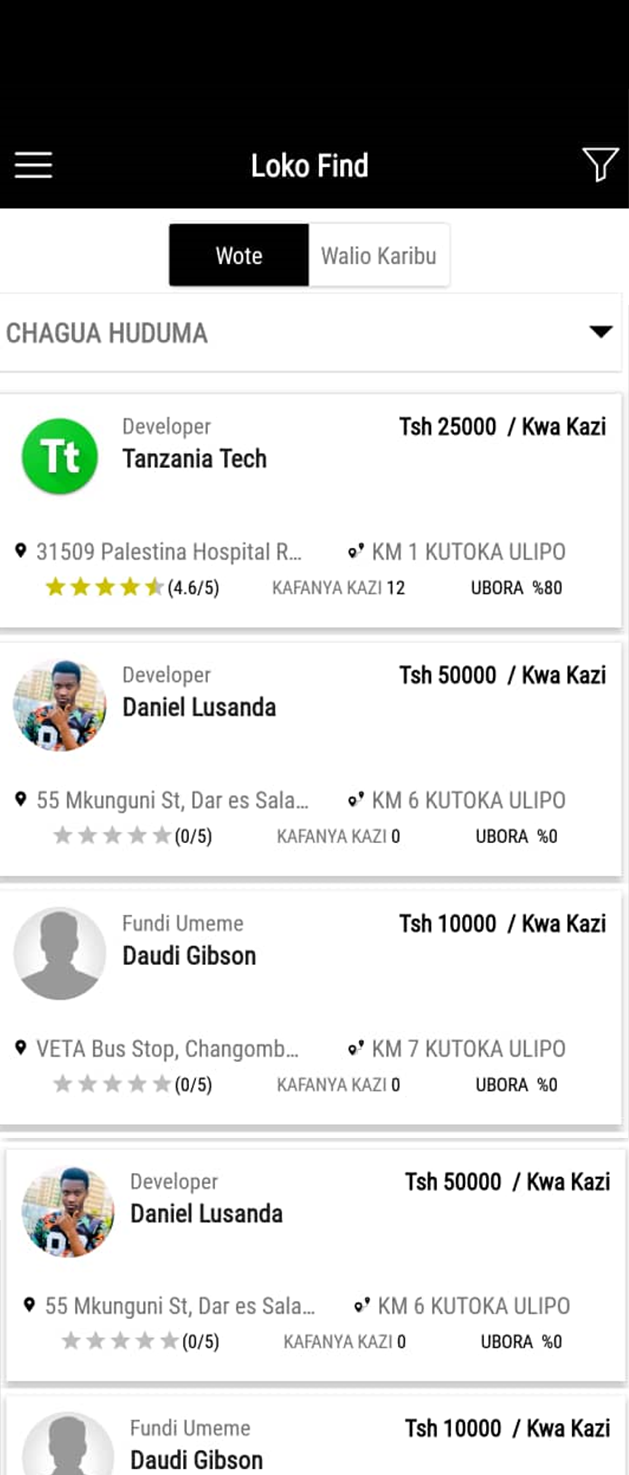 Loko Find
Wote Walio Karibu
CHAGUA HUDUMA
Tt
Developer
Tsh 25000 / Kwa Kazi
Tanzania Tech
31509 Palestina Hospital R... KM 1 KUTOKA ULIPO
(4.6/5) KAFANYA KAZI 12 UBORA %80
Developer
Tsh 50000 / Kwa Kazi
Daniel Lusanda
55 Mkunguni St, Dar es Sala... KM 6 KUTOKA ULIPO
(0/5) KAFANYA KAZI 0 UBORA %0
Fundi Umeme
Tsh 10000 / Kwa Kazi
Daudi Gibson
VETA Bus Stop, Changomb... KM 7 KUTOKA ULIPO
(0/5) KAFANYA KAZI 0 UBORA %0
Developer
Tsh 50000 / Kwa Kazi
Daniel Lusanda
55 Mkunguni St, Dar es Sala... KM 6 KUTOKA ULIPO
(0/5) KAFANYA KAZI 0 UBORA %0
Fundi Umeme
Tsh 10000 / Kwa Kazi
Daudi Gibson